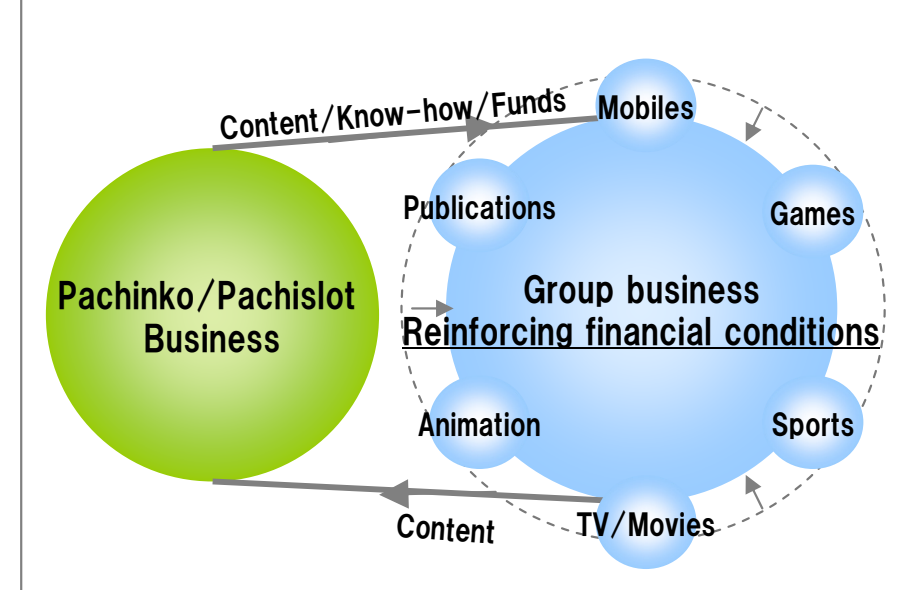 Content/Know-how/Funds
Mobiles
Publications
Games
Pachinko/Pachislot
Business
Group business
Reinforcing financial conditions
Animation
Sports
TV/Movies
Content